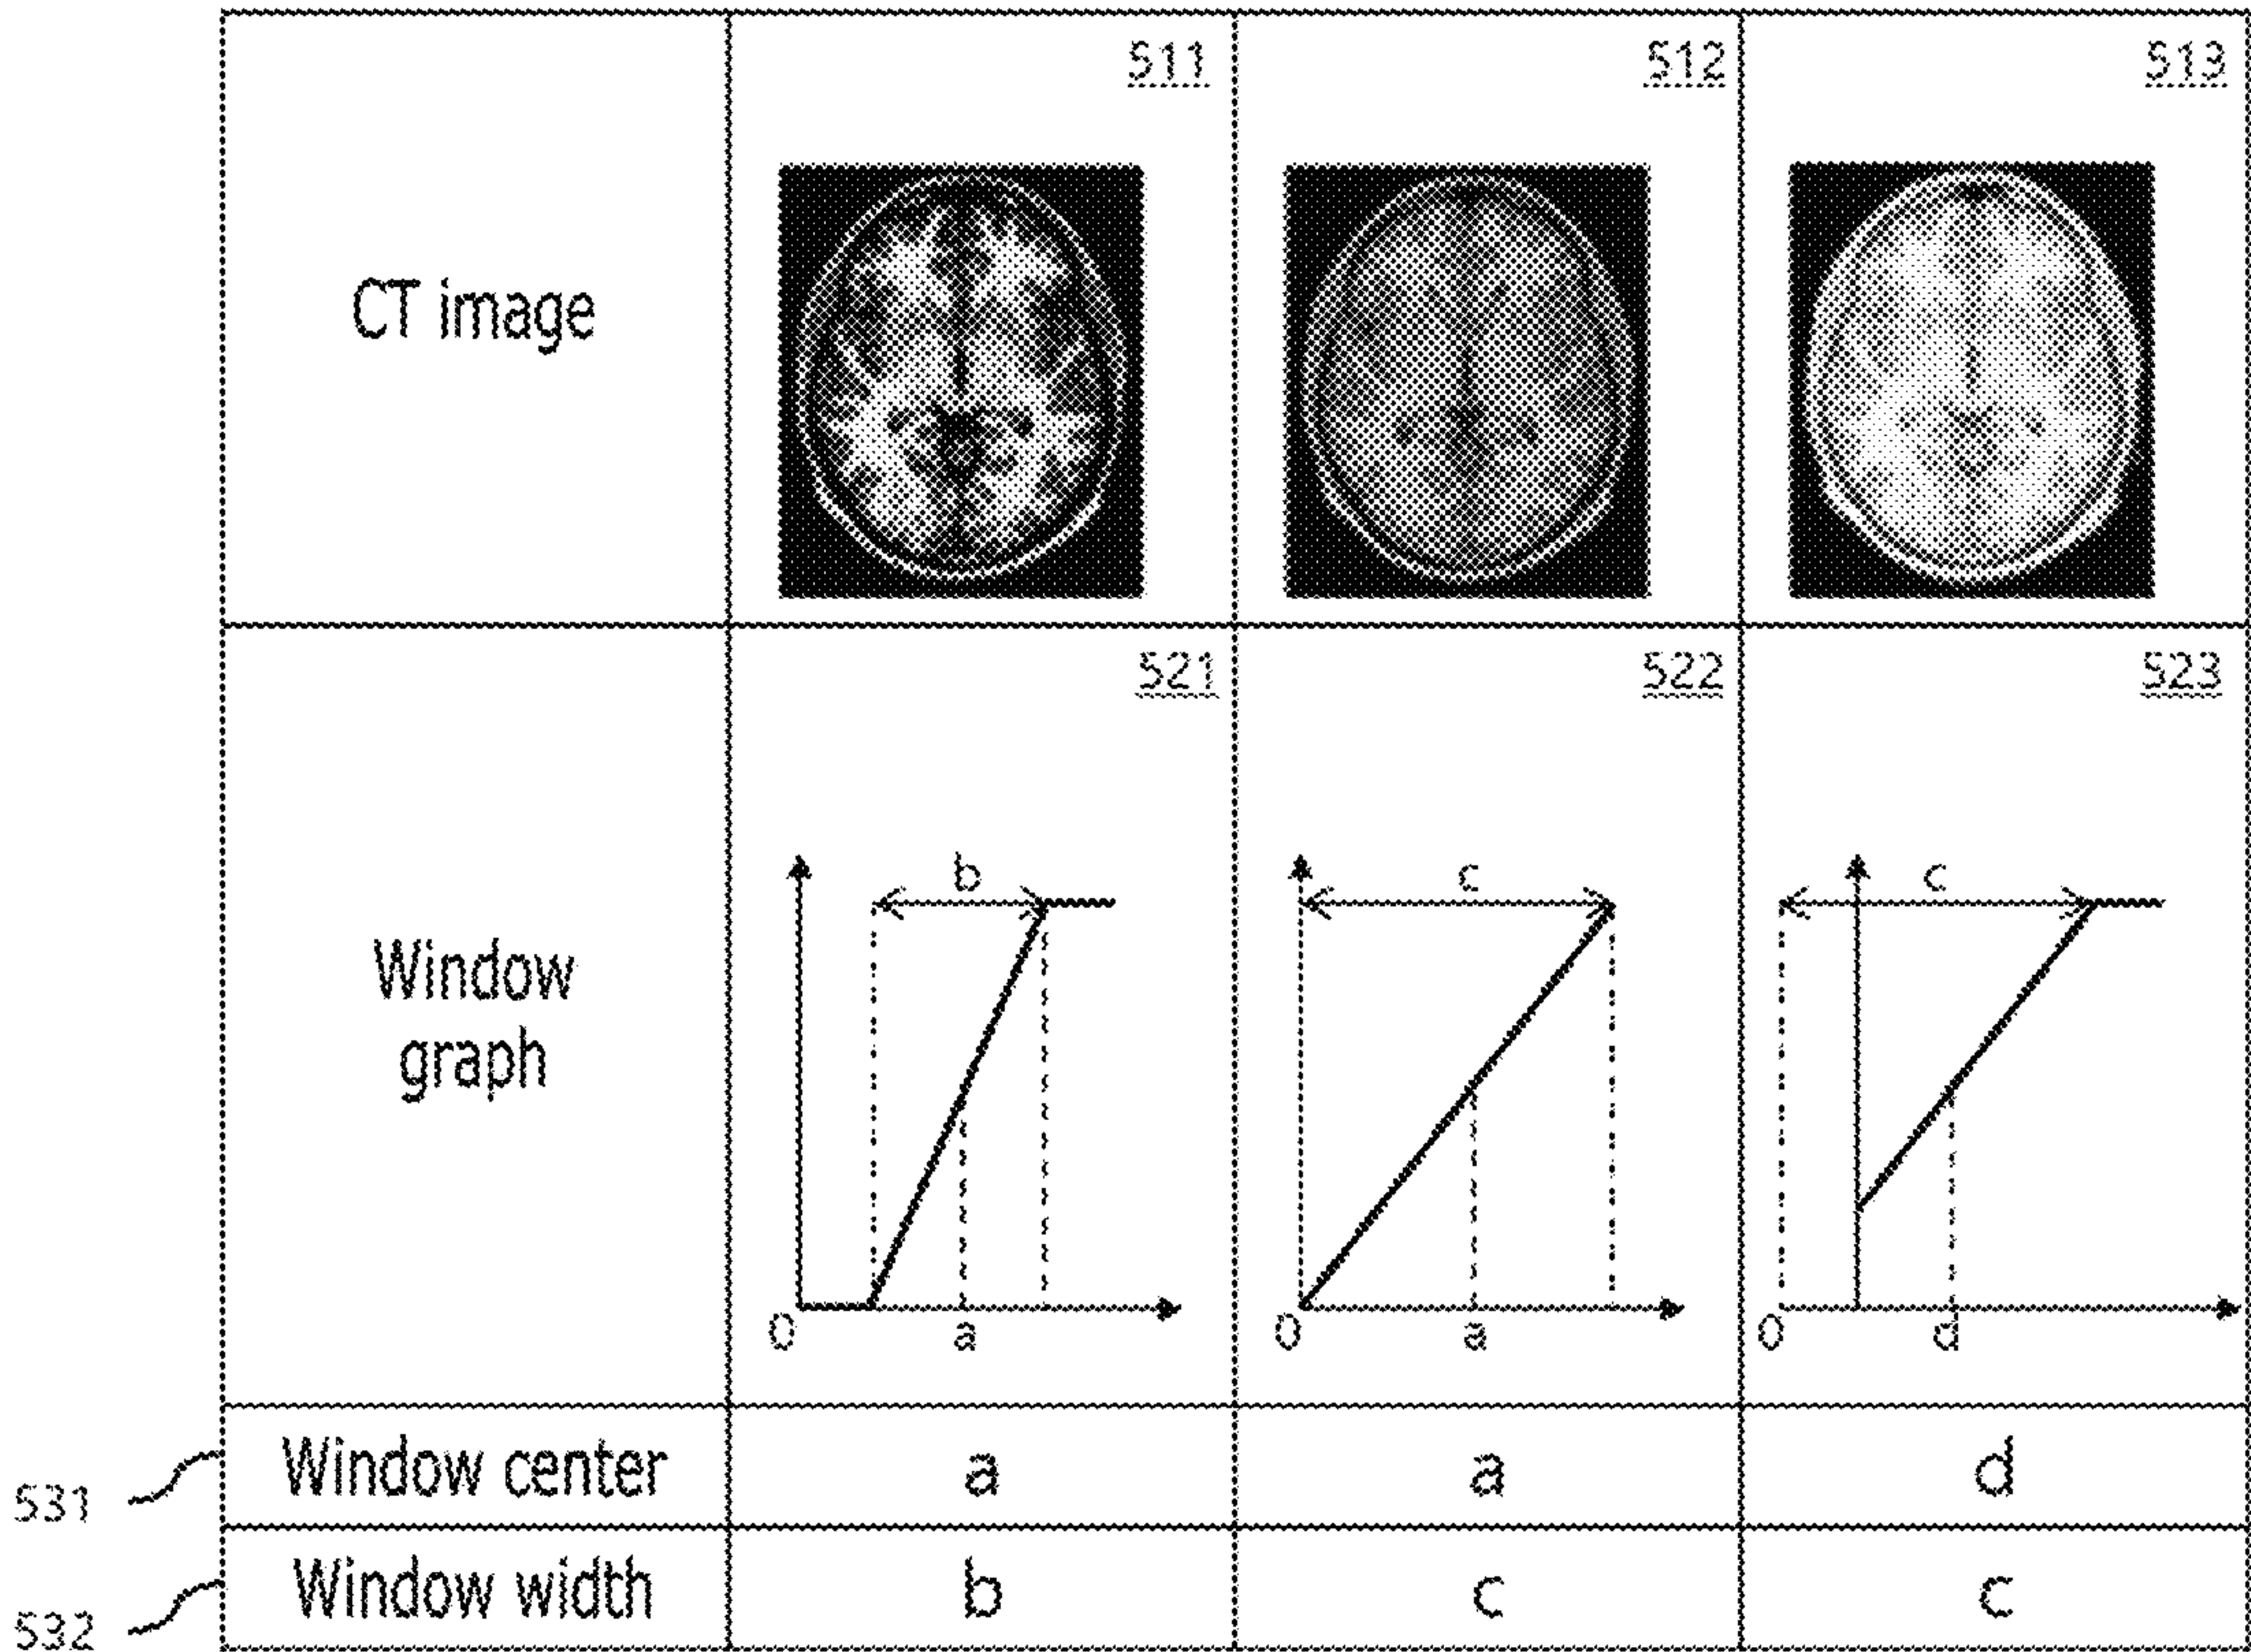 511
512
513
CT image
521
522
523
Window
graph
b
c
c
0
a
0
a
0
d
531
Window center
a
a
d
532
Window width
b
c
c